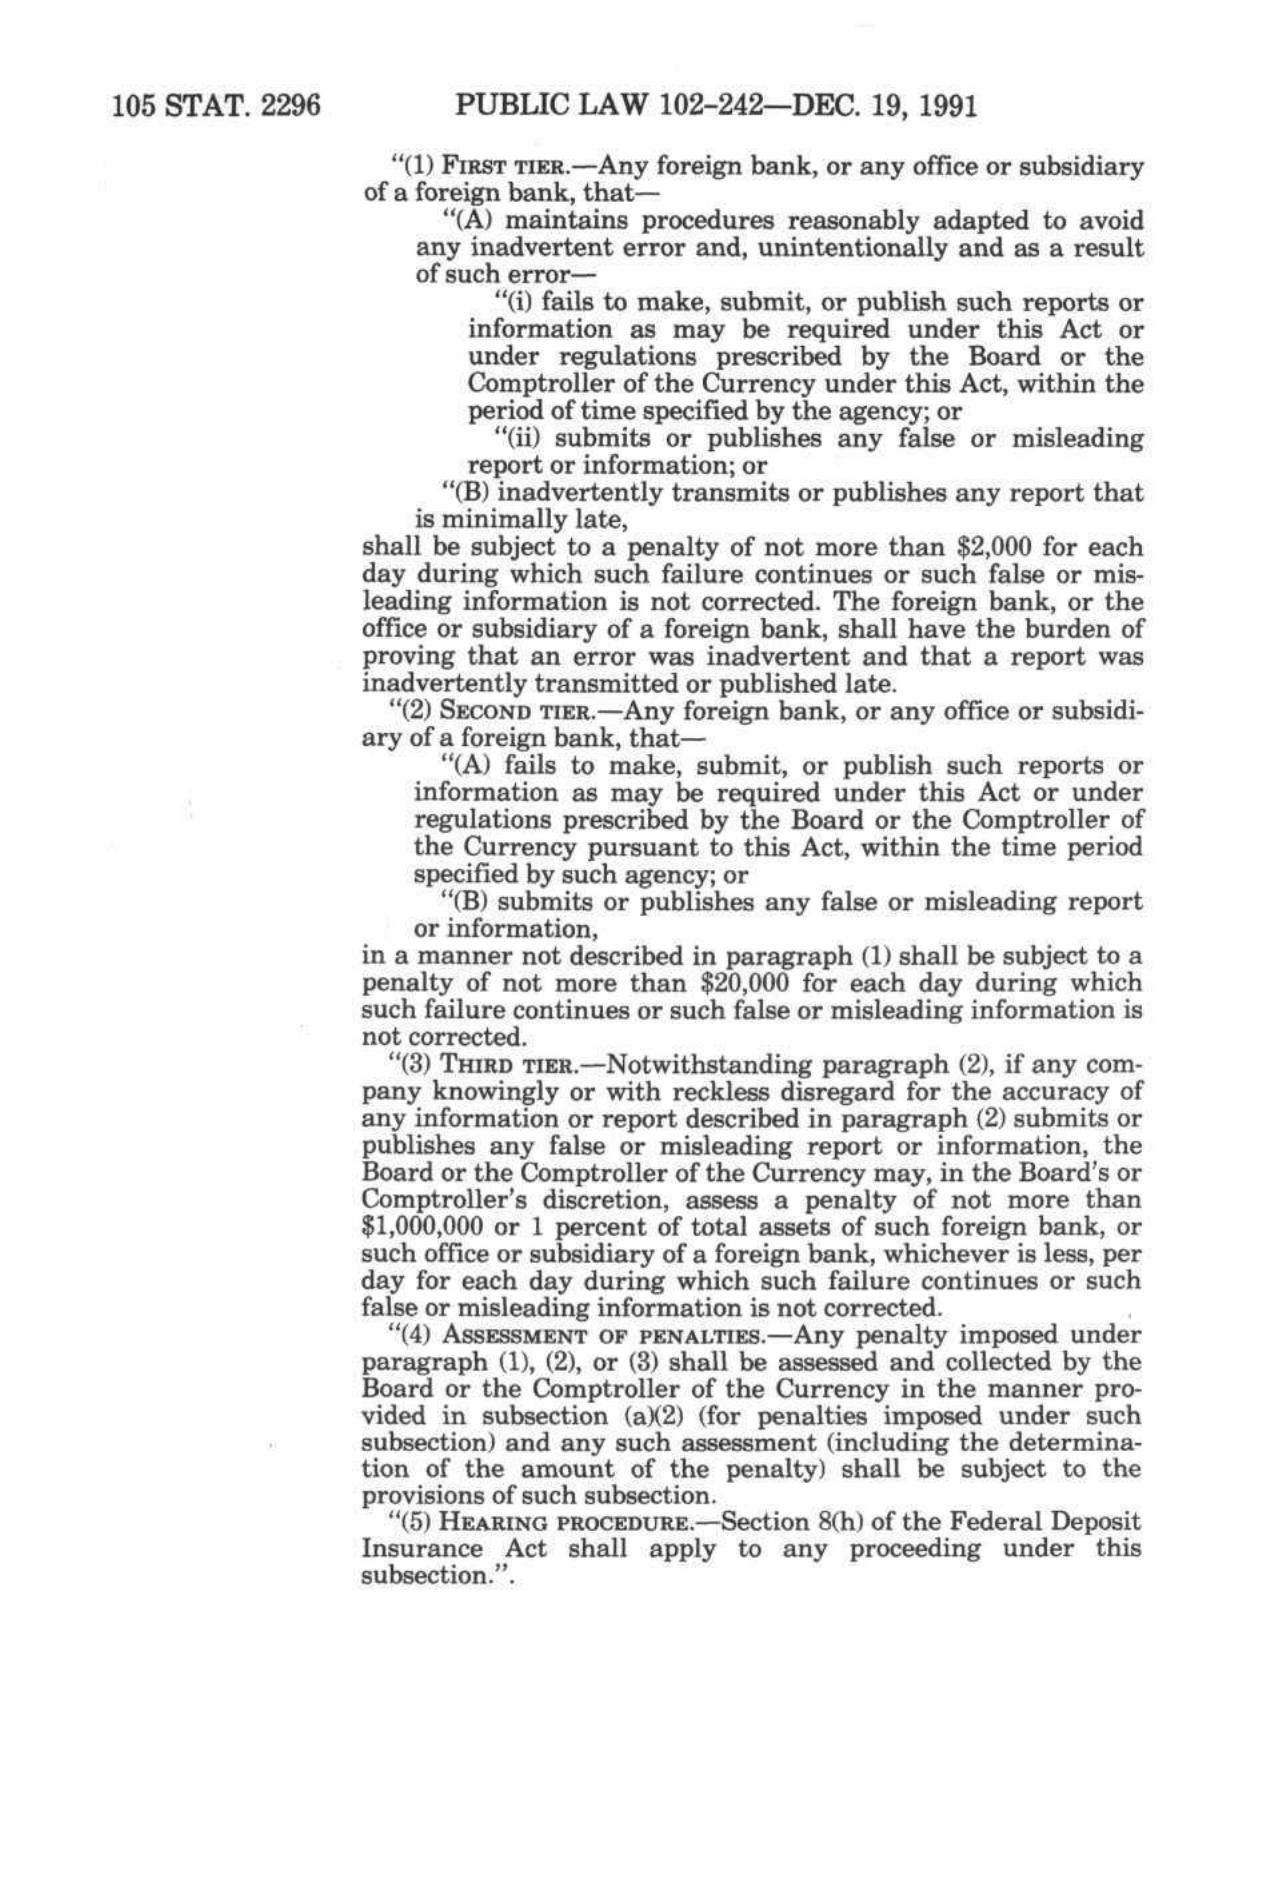 105 STAT. 2296 PUBLIC LAW 102-242—DEC. 19, 1991
"(1) FIRST TIER.—Any foreign bank, or any office or subsidiary
of a foreign bank, that—
"(A) maintains procedures reasonably adapted to avoid
any inadvertent error and, unintentionally and as a result
of such error—
"(i) fails to make, submit, or publish such reports or
information as may be required under this Act or
under regulations prescribed by the Board or the
Comptroller of the Currency under this Act, within the
period of time specified by the agency; or
"(ii) submits or publishes any false or misleading
report or information; or
"(B) inadvertently transmits or publishes any report that
is minimally late,
shall be subject to a penalty of not more than $2,000 for each
day during which such failure continues or such false or mis-
leading information is not corrected. The foreign bank, or the
office or subsidiary of a foreign bank, shall have the burden of
proving that an error was inadvertent and that a report was
inadvertently transmitted or published late.
"(2) SECOND TIER.—Any foreign bank, or any office or subsidi-
ary of a foreign bank, that—
"(A) fails to make, submit, or publish such reports or
information as may be required under this Act or under
regulations prescribed by the Board or the Comptroller of
the Currency pursuant to this Act, within the time period
specified by such agency; or
"(B) submits or publishes any false or misleading report
or information,
in a manner not described in paragraph (1) shall be subject to a
penalty of not more than $20,000 for each day during which
such failure continues or such false or misleading information is
not corrected.
"(3) THIRD TIER.—Notwithstanding paragraph (2), if any com-
pany knowingly or with reckless disregard for the accuracy of
any information or report described in paragraph (2) submits or
publishes any false or misleading report or information, the
Board or the Comptroller of the Currency may, in the Board's or
Comptroller's discretion, assess a penalty of not more than
$1,000,000 or 1 percent of total assets of such foreign bank, or
such office or subsidiary of a foreign bank, whichever is less, per
day for each day during which such failure continues or such
false or misleading information is not corrected.
"(4) ASSESSMENT OF PENALTIES.—Any penalty imposed under
paragraph (1), (2), or (3) shall be assessed and collected by the
Board or the Comptroller of the Currency in the manner pro-
vided in subsection (a)(2) (for penalties imposed under such
subsection) and any such assessment (including the determina-
tion of the amount of the penalty) shall be subject to the
provisions of such subsection.
"(5) HEARING PROCEDURE.—Section 8(h) of the Federal Deposit
Insurance Act shall apply to any proceeding under this
subsection.".